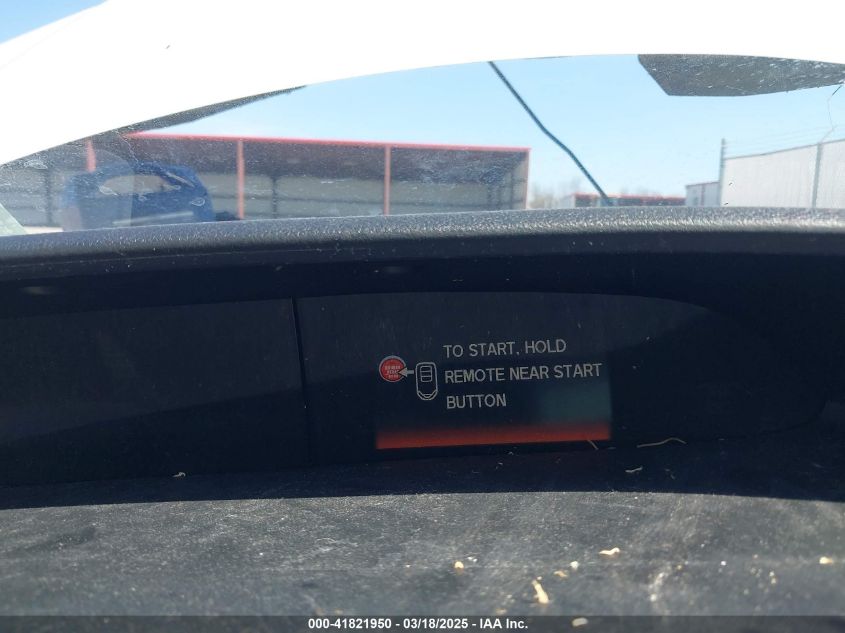 TO START, HOLD
REMOTE NEAR START
BUTTON
000-41821950 - 03/18/2025 - IAA Inc.